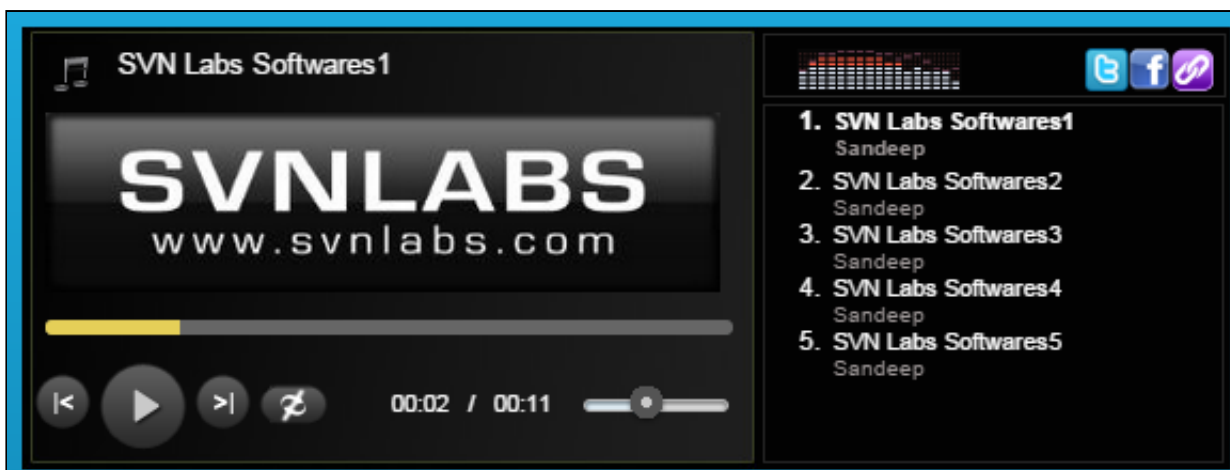 SVN Labs Softwares1
SVNLABS
www.svnlabs.com
00:02 / 00:11
1. SVN Labs Softwares1
Sandeep
2. SVN Labs Softwares2
Sandeep
3. SVN Labs Softwares3
Sandeep
4. SVN Labs Softwares4
Sandeep
5. SVN Labs Softwares5
Sandeep